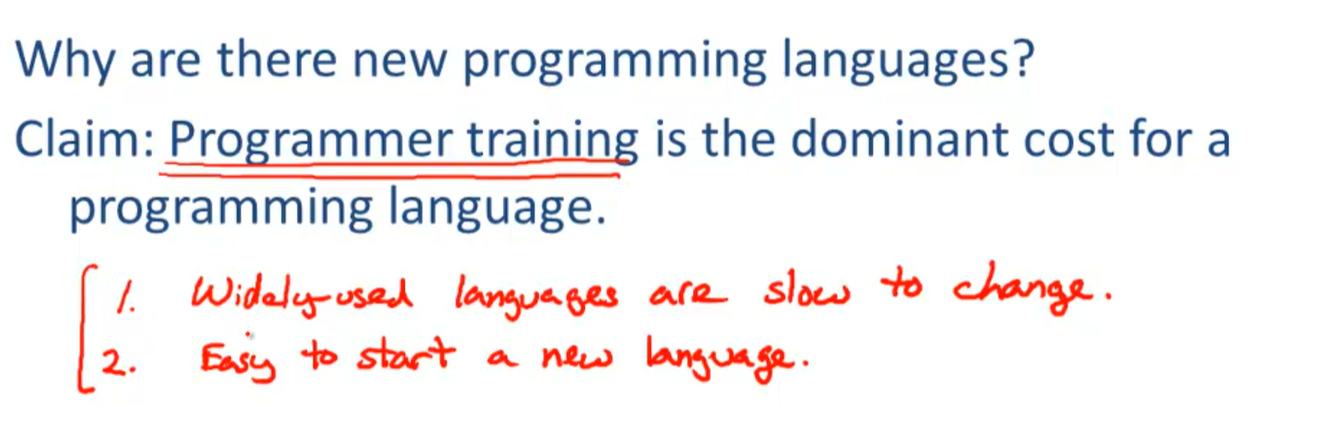 Why are there new programming languages?
Claim: Programmer training is the dominant cost for a
programming language.
1. Widely-used languages are slow to change.
2. Easy to start a new language.